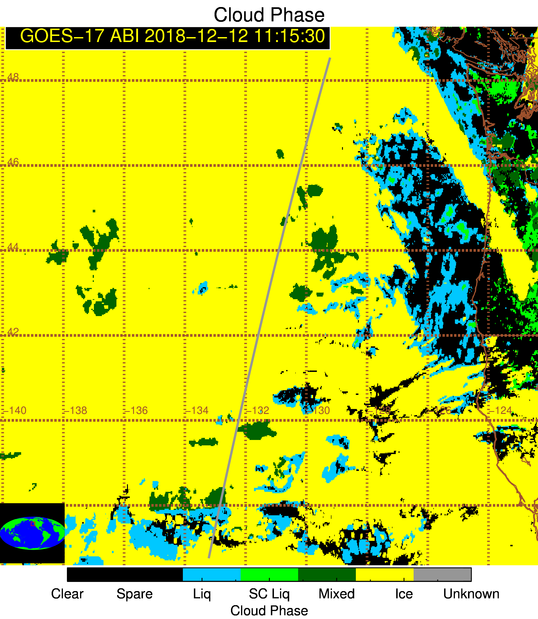 Cloud Phase
GOES-17 ABI 2018-12-12 11:15:30
48
46
44
42
-140 -138 -136 -134 -132 -130 -124
Clear Spare Liq SC Liq Mixed Ice Unknown
Cloud Phase